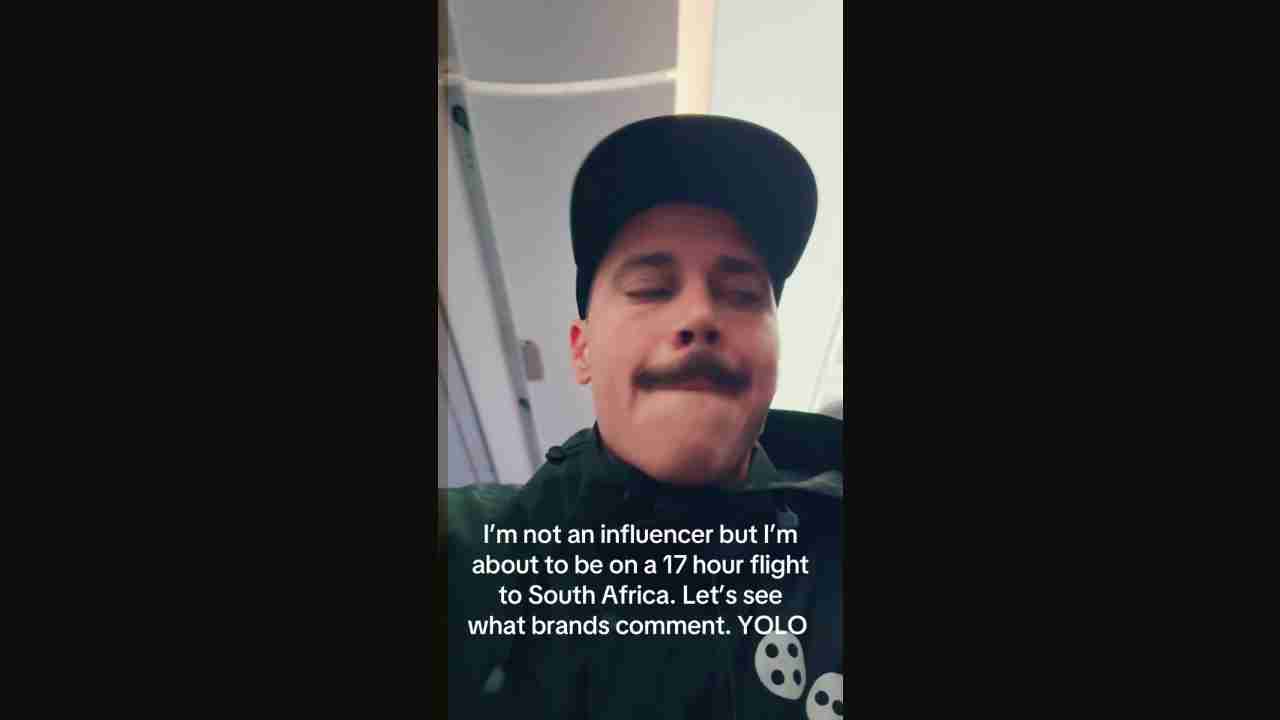 I’m not an influencer but I’m
about to be on a 17 hour flight
to South Africa. Let’s see
what brands comment. YOLO